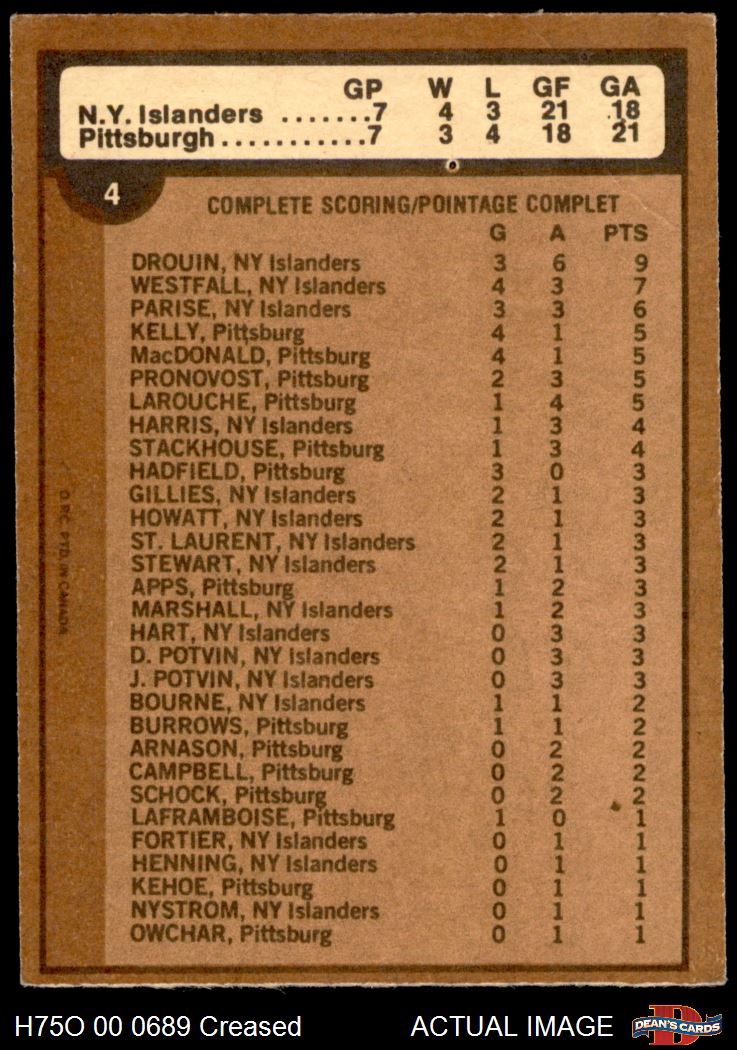 GP W L GF GA
N.Y. Islanders .......7 4 3 21 18
Pittsburgh............7 3 4 18 21
4
COMPLETE SCORING/POINTAGE COMPLET
G A PTS
DROUIN, NY Islanders 3 6 9
WESTFALL, NY Islanders 4 3 7
PARISE, NY Islanders 3 3 6
KELLY, Pittsburg 4 1 5
MacDONALD, Pittsburg 4 1 5
PRONOVOST, Pittsburg 2 3 5
LAROUCHE, Pittsburg 1 4 5
HARRIS, NY Islanders 1 3 4
STACKHOUSE, Pittsburg 1 3 4
HADFIELD, Pittsburg 3 0 3
GILLIES, NY Islanders 2 1 3
HOWATT, NY Islanders 2 1 3
ST. LAURENT, NY Islanders 2 1 3
STEWART, NY Islanders 2 1 3
APPS, Pittsburg 1 2 3
MARSHALL, NY Islanders 1 2 3
HART, NY Islanders 0 3 3
D. POTVIN, NY Islanders 0 3 3
J. POTVIN, NY Islanders 0 3 3
BOURNE, NY Islanders 1 1 2
BURROWS, Pittsburg 1 1 2
ARNASON, Pittsburg 0 2 2
CAMPBELL, Pittsburg 0 2 2
SCHOCK, Pittsburg 0 2 2
LAFRAMBOISE, Pittsburg 1 0 1
FORTIER, NY Islanders 0 1 1
HENNING, NY Islanders 0 1 1
KEHOE, Pittsburg 0 1 1
NYSTROM, NY Islanders 0 1 1
OWCHAR, Pittsburg 0 1 1
O.P.C. PTD. IN CANADA
H75O 00 0689 Creased ACTUAL IMAGE
D
DEAN'S CARDS